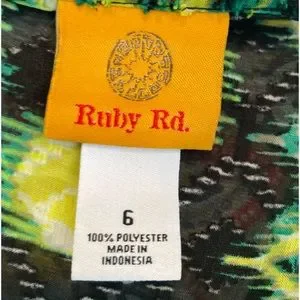 Ruby Rd.
6
100% POLYESTER
MADE IN
INDONESIA